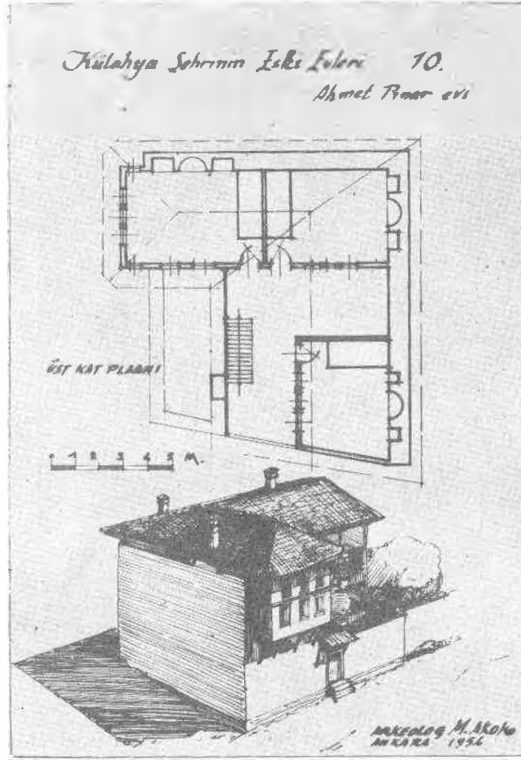 Kütahya Şehrinin Eski Evleri 10.
Ahmet Pınar evi
ÜST KAT PLAANI
0 1 2 3 4 5 M.
ARKEOLOG M. AKOK
ANKARA 1956